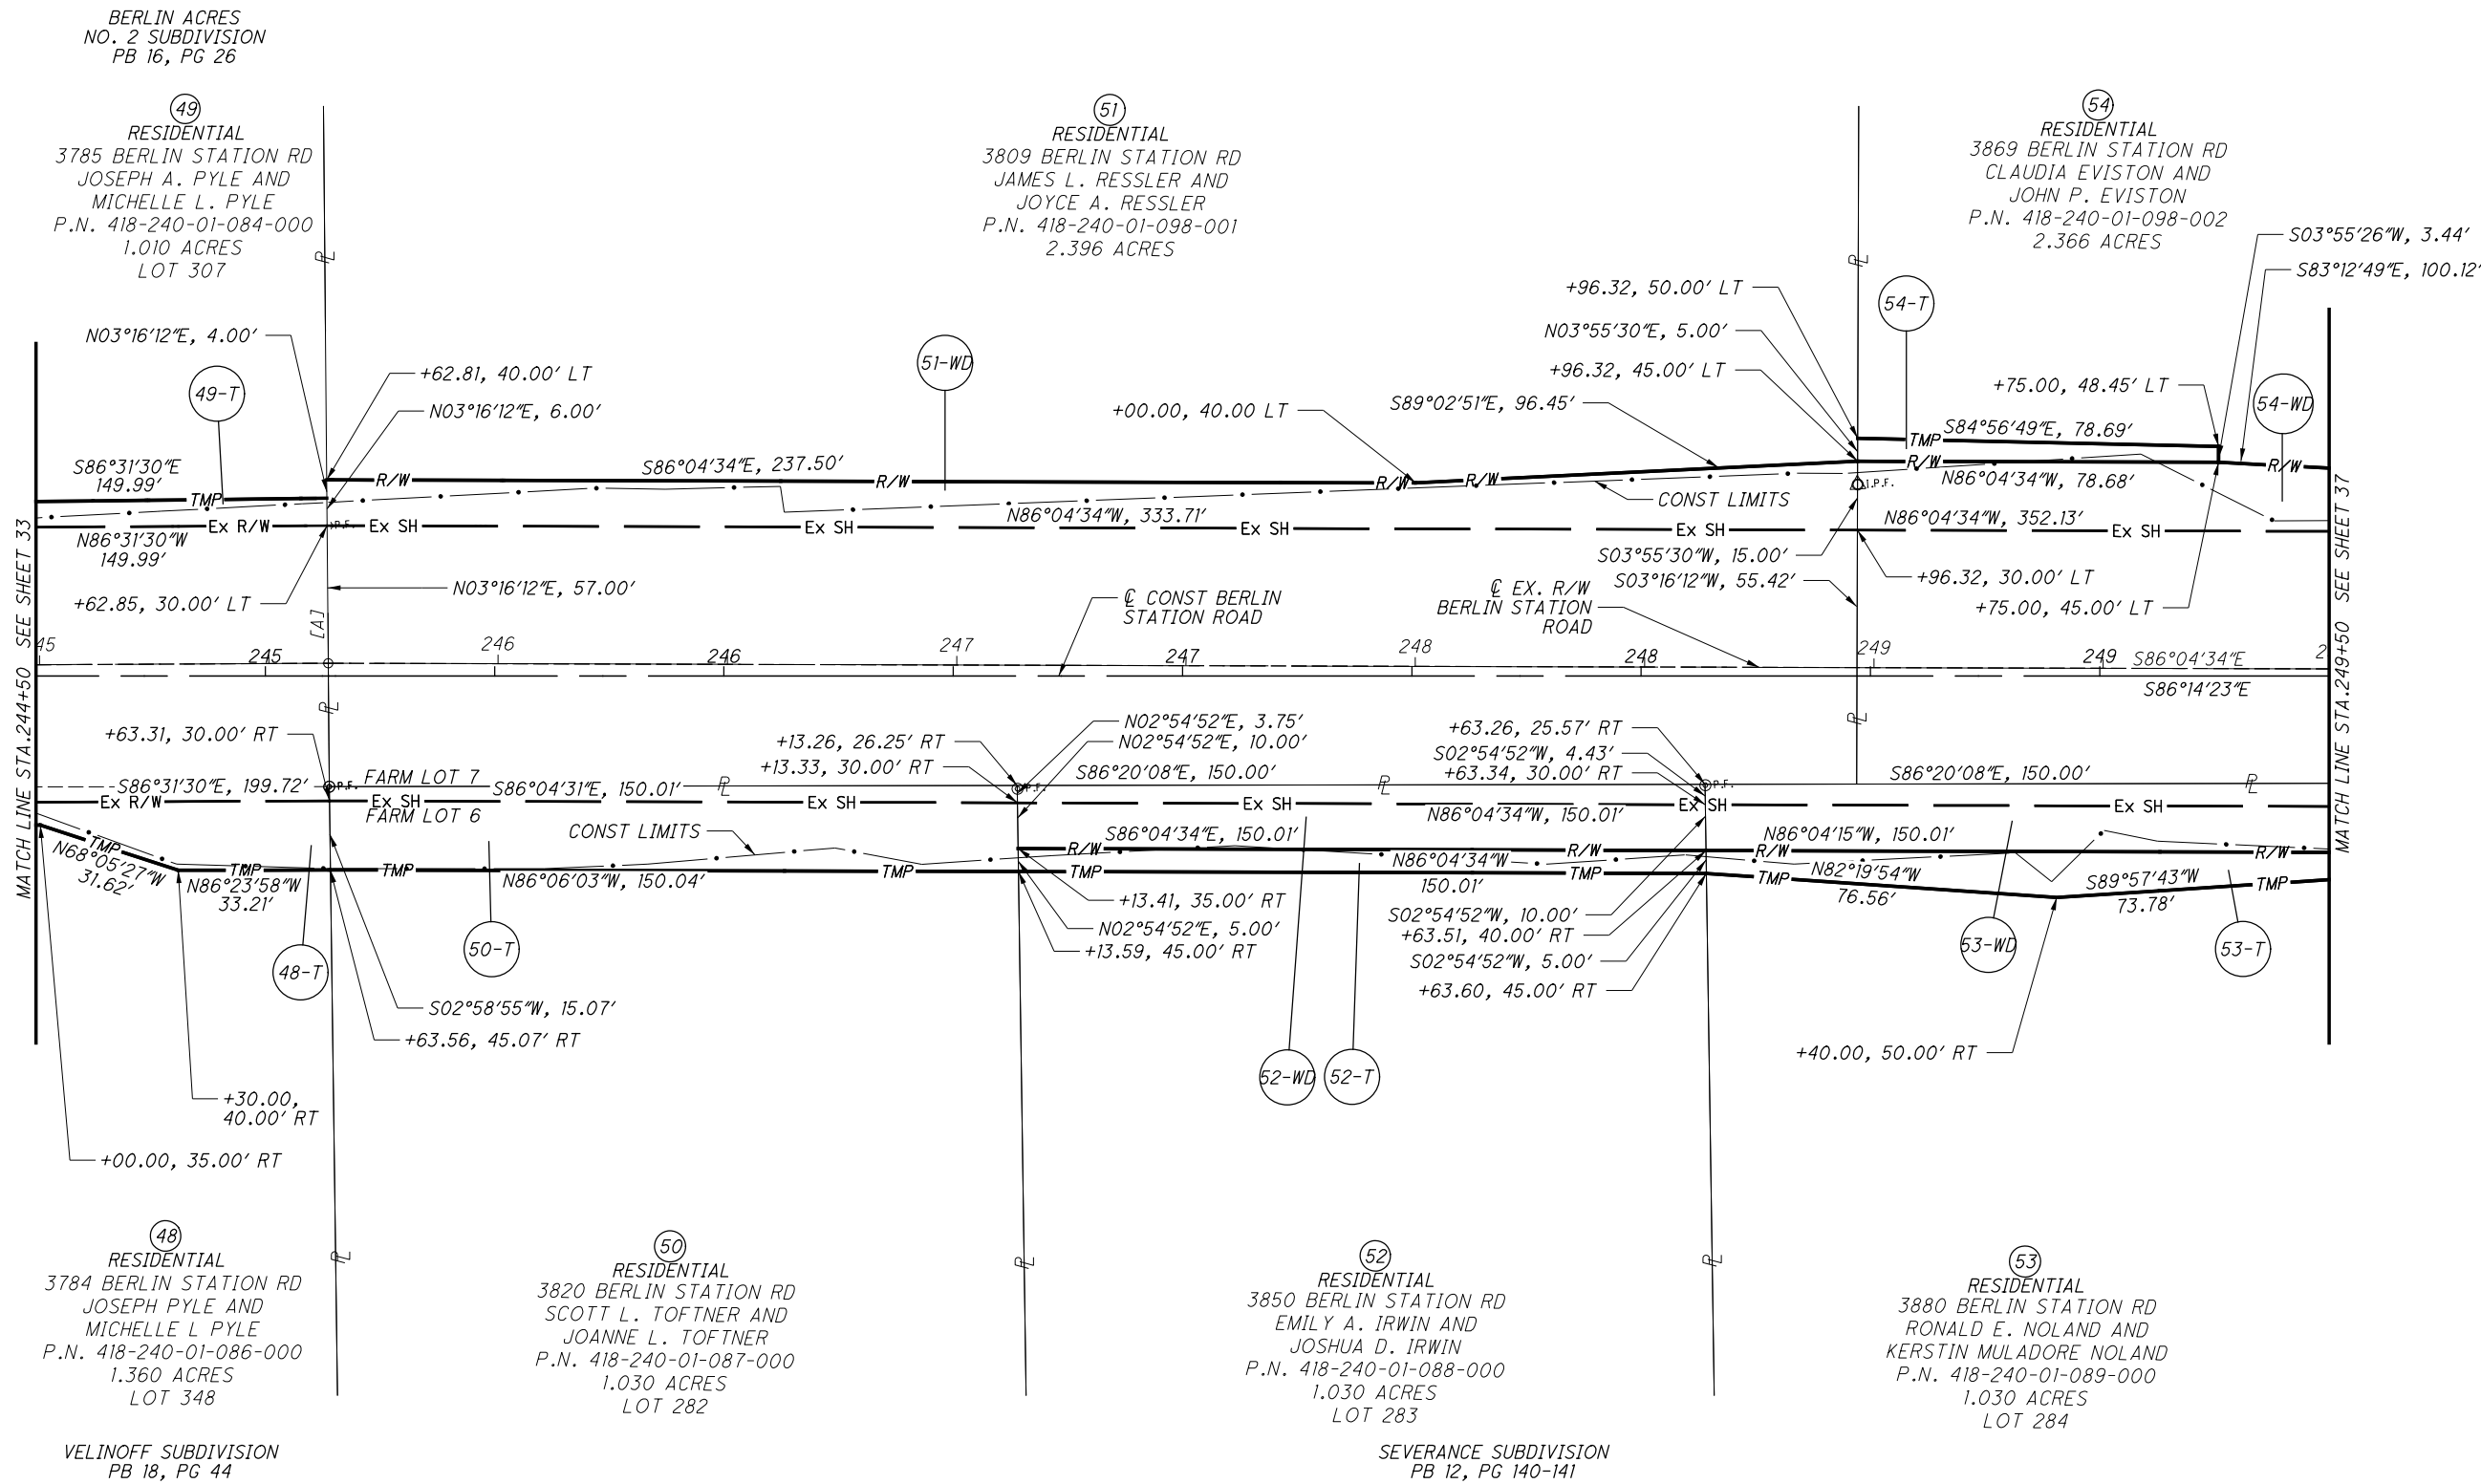 BERLIN ACRES
NO. 2 SUBDIVISION
PB 16, PG 26
49
RESIDENTIAL
3785 BERLIN STATION RD
JOSEPH A. PYLE AND
MICHELLE L. PYLE
P.N. 418-240-01-084-000
1.010 ACRES
LOT 307
51
RESIDENTIAL
3809 BERLIN STATION RD
JAMES L. RESSLER AND
JOYCE A. RESSLER
P.N. 418-240-01-098-001
2.396 ACRES
54
RESIDENTIAL
3869 BERLIN STATION RD
CLAUDIA EVISTON AND
JOHN P. EVISTON
P.N. 418-240-01-098-002
2.366 ACRES
S03°55'26"W, 3.44'
S83°12'49"E, 100.12'
PL
PL
+96.32, 50.00' LT
54-T
N03°55'30"E, 5.00'
+96.32, 45.00' LT
N03°16'12"E, 4.00'
49-T
+62.81, 40.00' LT
N03°16'12"E, 6.00'
51-WD
+00.00, 40.00 LT
S89°02'51"E, 96.45'
+75.00, 48.45' LT
54-WD
TMP
S84°56'49"E, 78.69'
S86°31'30"E
149.99'
TMP
R/W
S86°04'34"E, 237.50'
R/W
R/W
R/W
R/W
R/W
N86°04'34"W, 78.68'
I.P.F.
CONST LIMITS
N86°31'30"W
149.99'
Ex R/W
P.F.
Ex SH
Ex SH
N86°04'34"W, 333.71'
Ex SH
Ex SH
N86°04'34"W, 352.13'
Ex SH
S03°55'30"W, 15.00'
S03°16'12"W, 55.42'
+96.32, 30.00' LT
+75.00, 45.00' LT
+62.85, 30.00' LT
N03°16'12"E, 57.00'
[A]
℄ CONST BERLIN
STATION ROAD
℄ EX. R/W
BERLIN STATION
ROAD
MATCH LINE STA.244+50 SEE SHEET 33
MATCH LINE STA.249+50 SEE SHEET 37
45
245
246
246
247
247
248
248
249
249
S86°04'34"E
2
S86°14'23"E
PL
PL
+63.31, 30.00' RT
+13.26, 26.25' RT
+13.33, 30.00' RT
N02°54'52"E, 3.75'
N02°54'52"E, 10.00'
+63.26, 25.57' RT
S02°54'52"W, 4.43'
+63.34, 30.00' RT
S86°31'30"E, 199.72'
P.F.
FARM LOT 7
FARM LOT 6
S86°04'31"E, 150.01'
PL
P.F.
S86°20'08"E, 150.00'
PL
P.F.
S86°20'08"E, 150.00'
PL
Ex R/W
Ex SH
Ex SH
Ex SH
N86°04'34"W, 150.01'
Ex SH
Ex SH
CONST LIMITS
TMP
N68°05'27"W
31.62'
TMP
N86°23'58"W
33.21'
TMP
N86°06'03"W, 150.04'
TMP
R/W
S86°04'34"E, 150.01'
R/W
R/W
N86°04'15"W, 150.01'
R/W
TMP
N86°04'34"W
150.01'
TMP
TMP
N82°19'54"W
76.56'
S89°57'43"W
73.78'
TMP
+13.41, 35.00' RT
N02°54'52"E, 5.00'
+13.59, 45.00' RT
S02°54'52"W, 10.00'
+63.51, 40.00' RT
S02°54'52"W, 5.00'
+63.60, 45.00' RT
48-T
50-T
53-WD
53-T
S02°58'55"W, 15.07'
+63.56, 45.07' RT
52-WD
52-T
+40.00, 50.00' RT
+30.00,
40.00' RT
+00.00, 35.00' RT
PL
PL
PL
48
RESIDENTIAL
3784 BERLIN STATION RD
JOSEPH PYLE AND
MICHELLE L PYLE
P.N. 418-240-01-086-000
1.360 ACRES
LOT 348
50
RESIDENTIAL
3820 BERLIN STATION RD
SCOTT L. TOFTNER AND
JOANNE L. TOFTNER
P.N. 418-240-01-087-000
1.030 ACRES
LOT 282
52
RESIDENTIAL
3850 BERLIN STATION RD
EMILY A. IRWIN AND
JOSHUA D. IRWIN
P.N. 418-240-01-088-000
1.030 ACRES
LOT 283
53
RESIDENTIAL
3880 BERLIN STATION RD
RONALD E. NOLAND AND
KERSTIN MULADORE NOLAND
P.N. 418-240-01-089-000
1.030 ACRES
LOT 284
VELINOFF SUBDIVISION
PB 18, PG 44
SEVERANCE SUBDIVISION
PB 12, PG 140-141